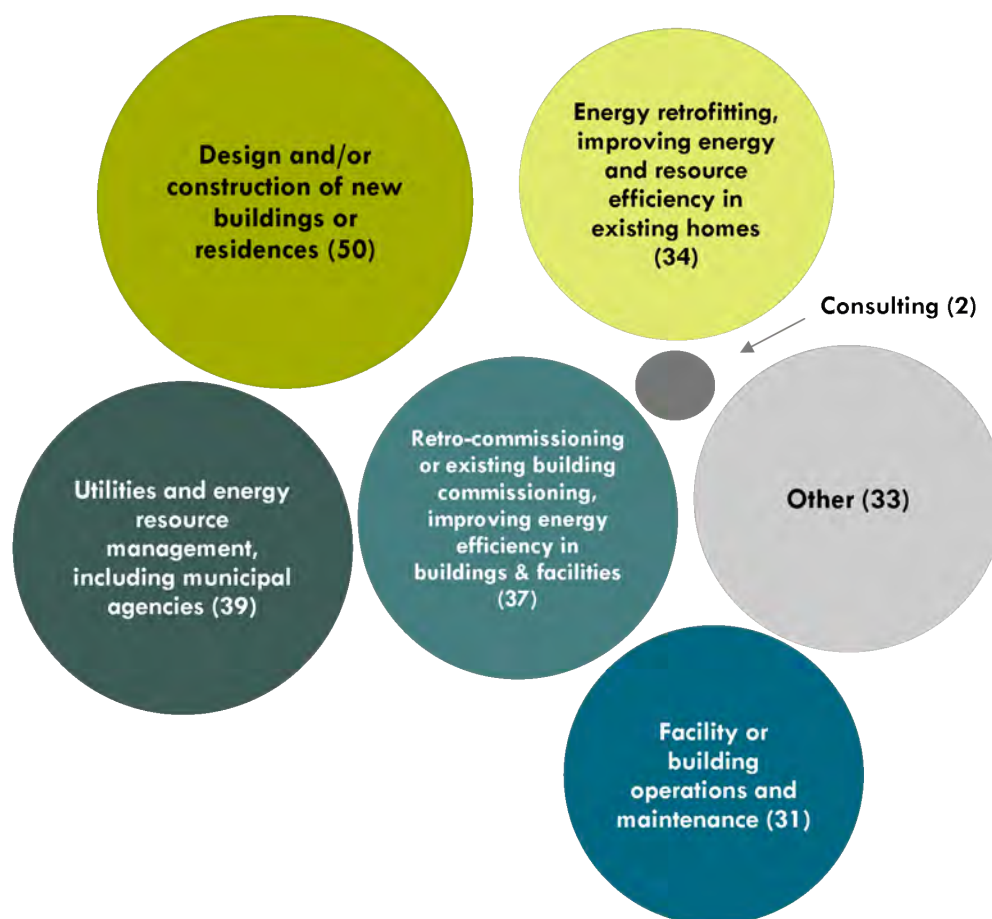 Design and/or
construction of new
buildings or
residences (50)
Energy retrofitting,
improving energy
and resource
efficiency in
existing homes
(34)
Consulting (2)
Utilities and energy
resource
management,
including municipal
agencies (39)
Retro-commissioning
or existing building
commissioning,
improving energy
efficiency in
buildings & facilities
(37)
Other (33)
Facility or
building
operations and
maintenance (31)